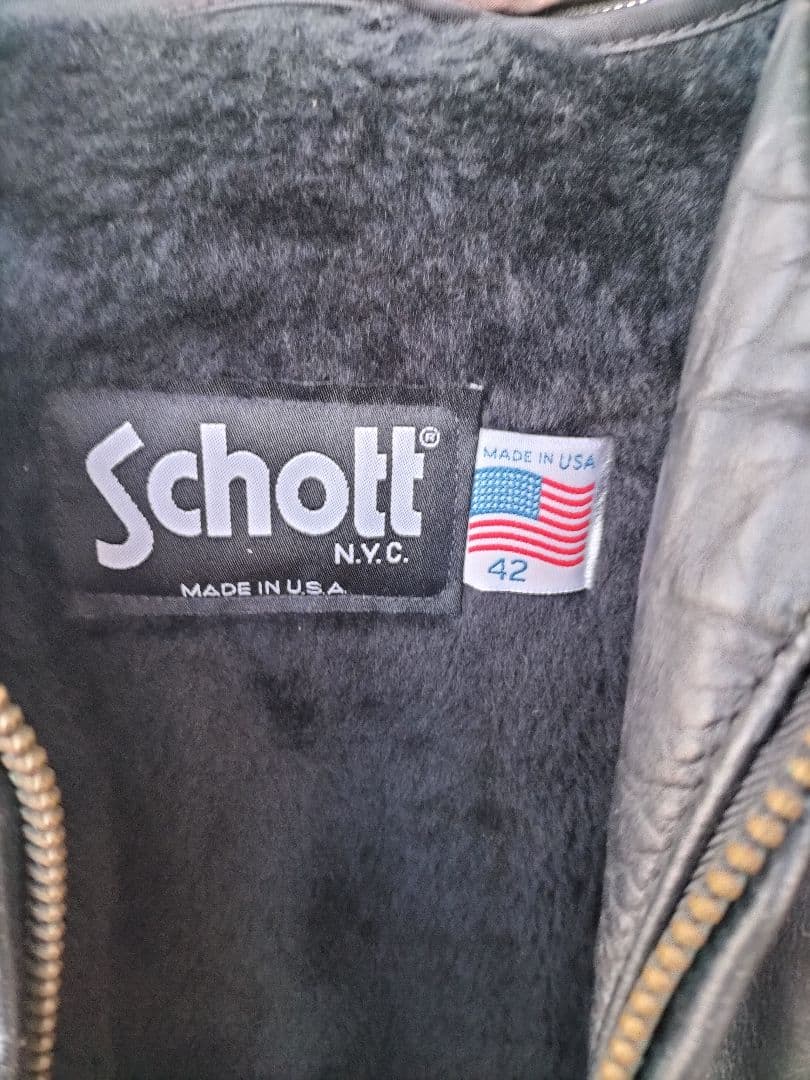 Schott®
N.Y.C.
MADE IN U.S.A.
MADE IN USA
42